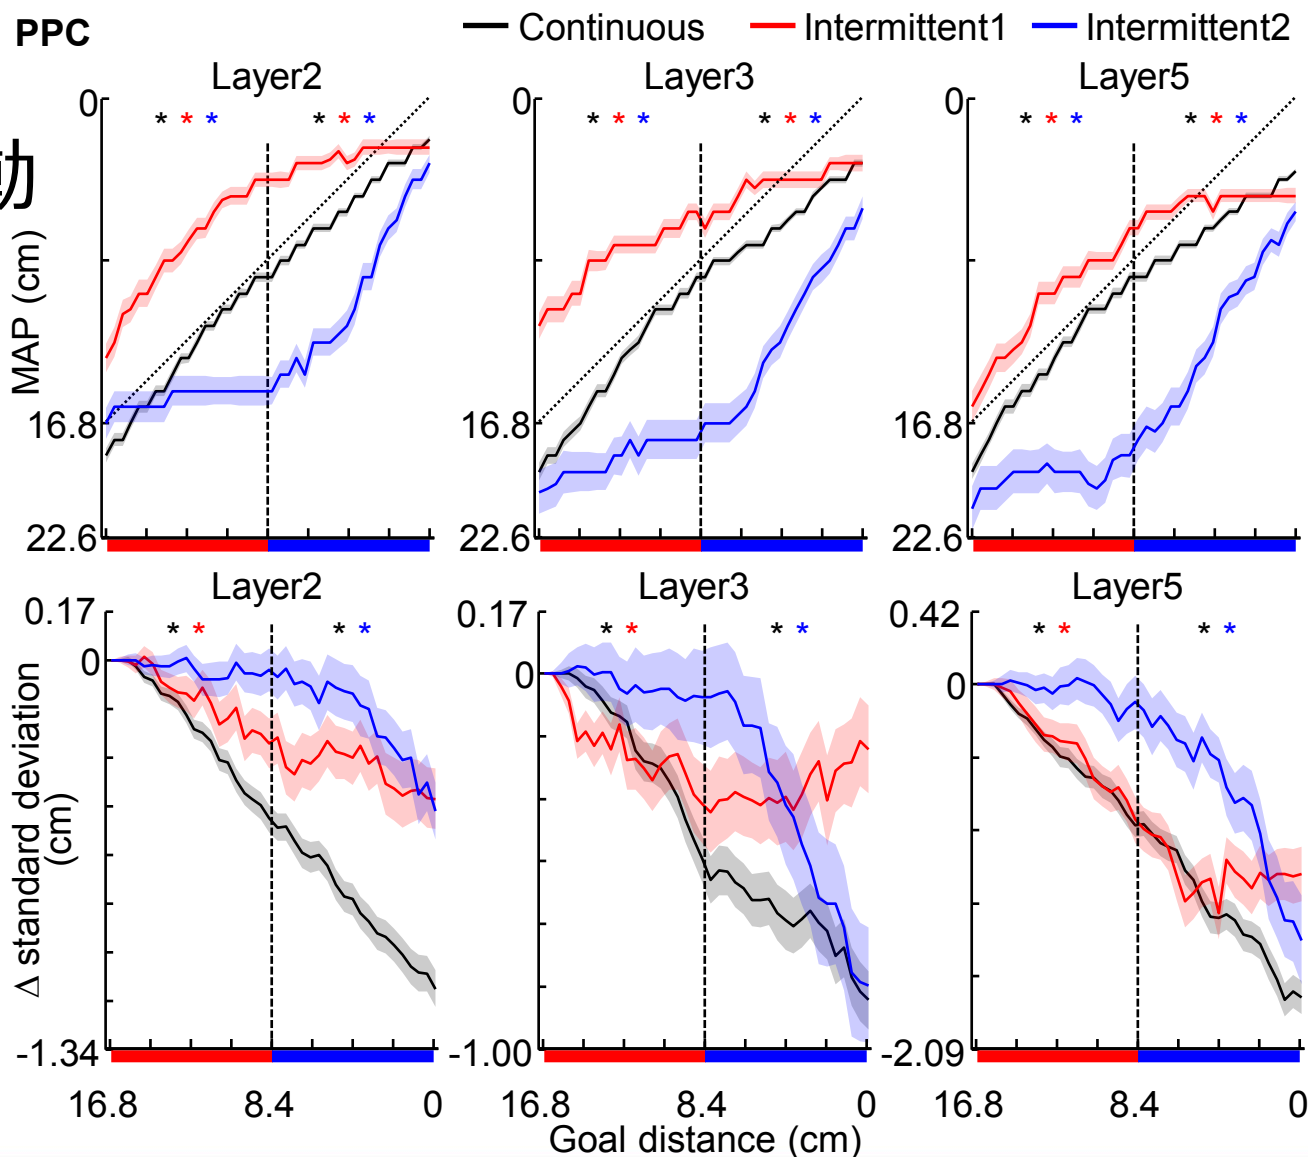 PPC
Continuous Intermittent1 Intermittent2
Layer2 Layer3 Layer5
0 0 0
* * * * * * * * * * * * * * * * * *
動
MAP (cm)
16.8 16.8 16.8
22.6 22.6 22.6
Layer2 Layer3 Layer5
0.17 0.17 0.42
* * * * * * * * * * * *
0 0 0
Δ standard deviation
(cm)
-1.34 -1.00 -2.09
16.8 8.4 0 16.8 8.4 0 16.8 8.4 0
Goal distance (cm)